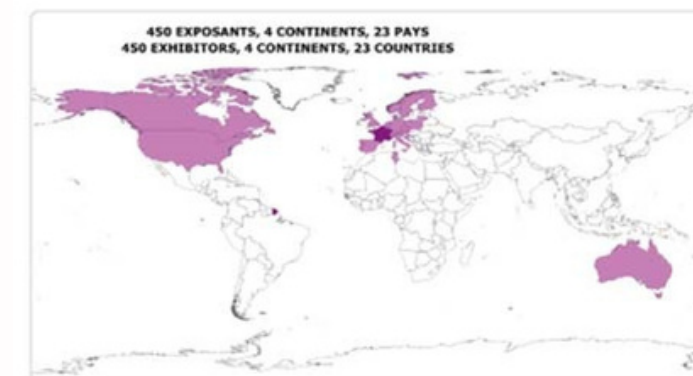 450 EXPOSANTS, 4 CONTINENTS, 23 PAYS
450 EXHIBITORS, 4 CONTINENTS, 23 COUNTRIES